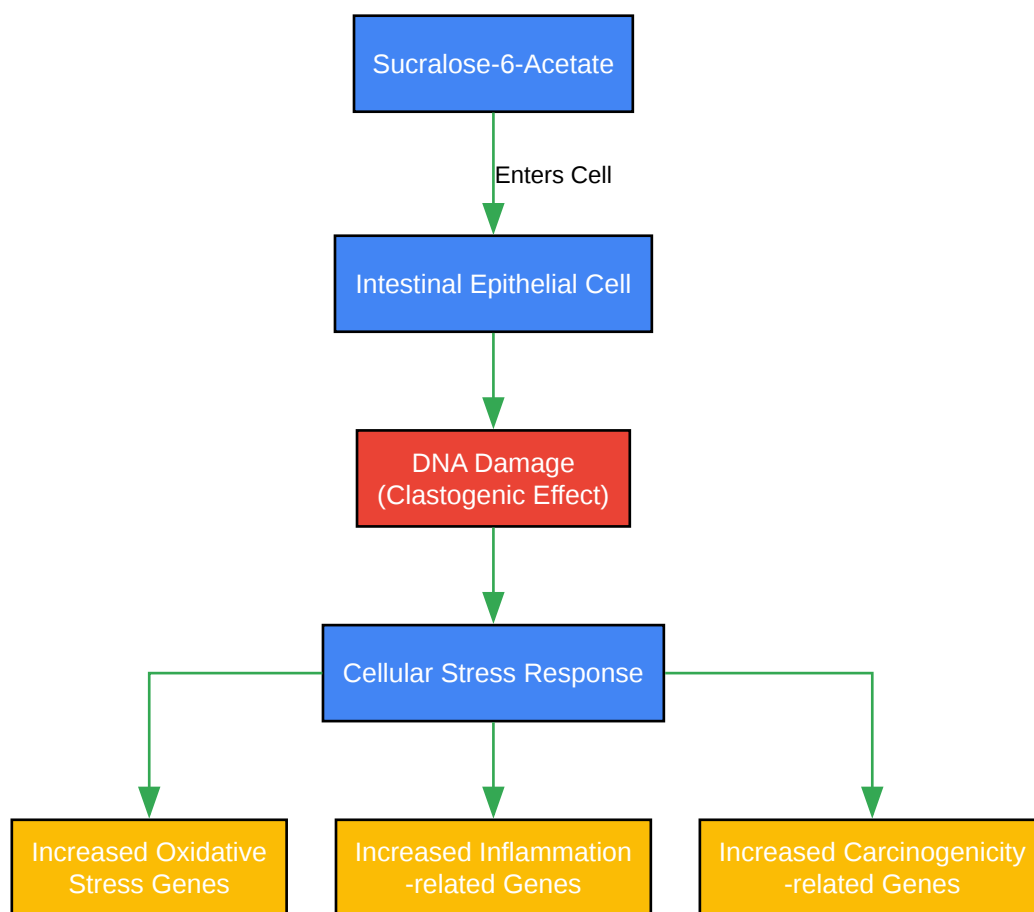 Sucralose-6-Acetate
Enters Cell
Intestinal Epithelial Cell
DNA Damage
(Clastogenic Effect)
Cellular Stress Response
Increased Oxidative
Stress Genes
Increased Inflammation
-related Genes
Increased Carcinogenicity
-related Genes